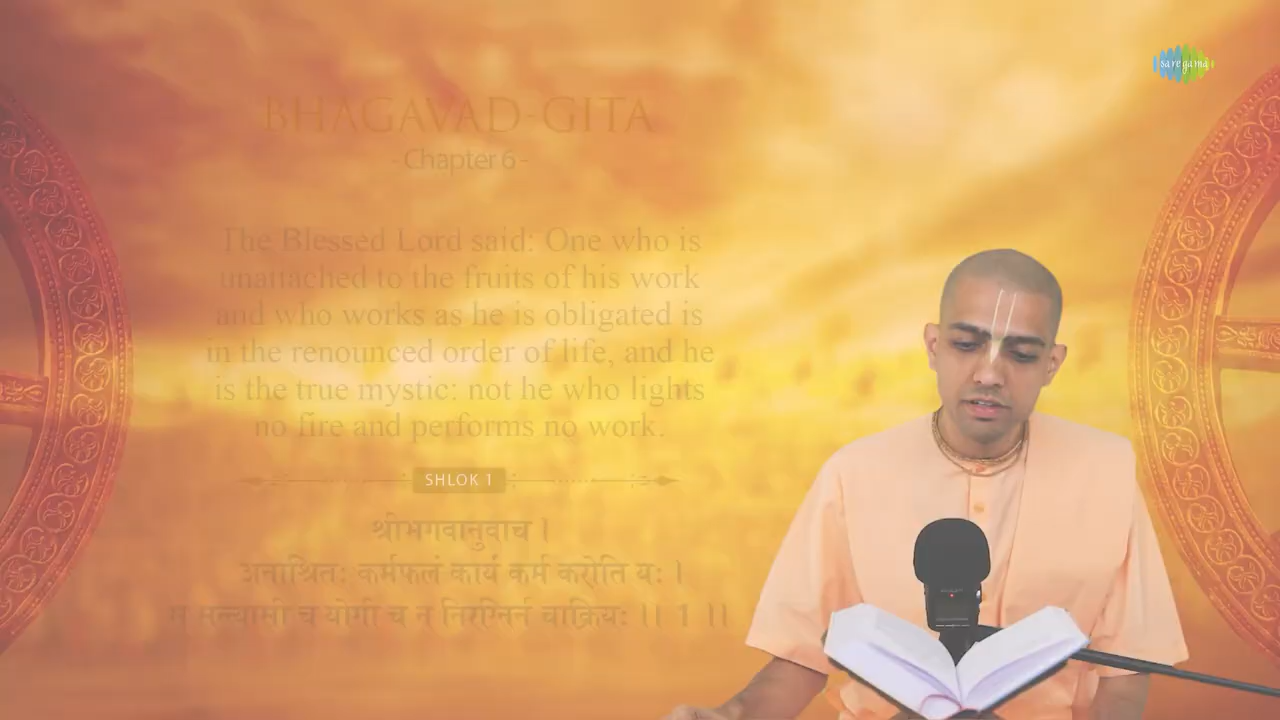 saregama
BHAGAVAD-GITA
- Chapter 6 -
The Blessed Lord said: One who is
unattached to the fruits of his work
and who works as he is obligated is
in the renounced order of life, and he
is the true mystic: not he who lights
no fire and performs no work.
SHLOK 1
श्रीभगवानुवाच ।
अनाश्रितः कर्मफलं कार्यं कर्म करोति यः ।
स सन्न्यासी च योगी च न निरग्निर्न चाक्रियः ।। 1 ।।